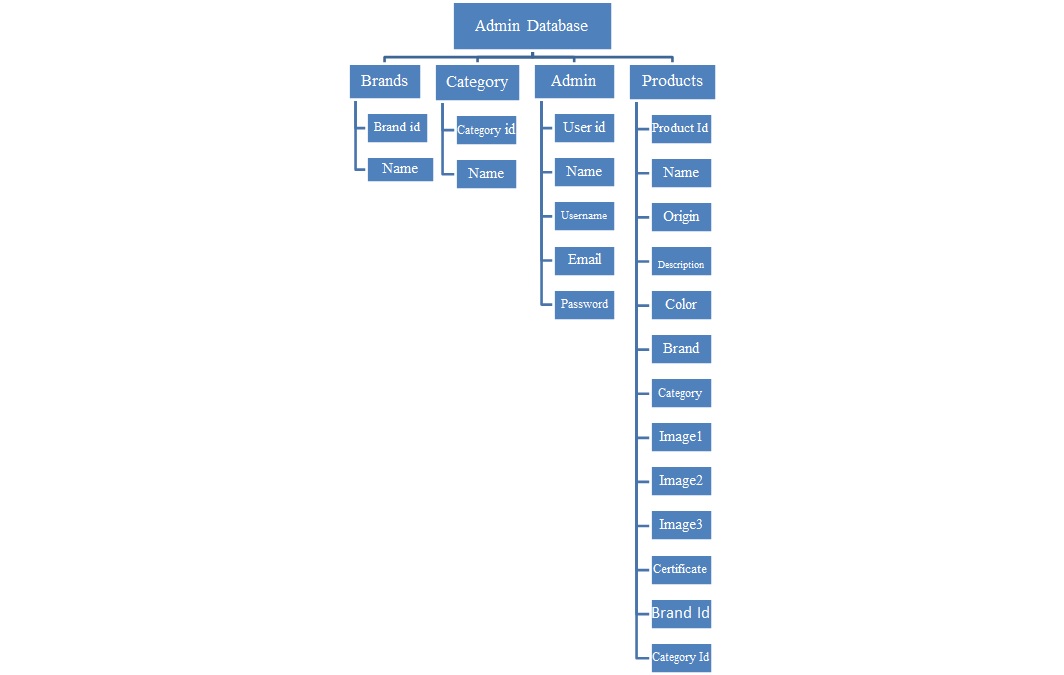 Admin Database
Brands
Brand id
Name
Category
Category id
Name
Admin
User id
Name
Username
Email
Password
Products
Product Id
Name
Origin
Description
Color
Brand
Category
Image1
Image2
Image3
Certificate
Brand Id
Category Id